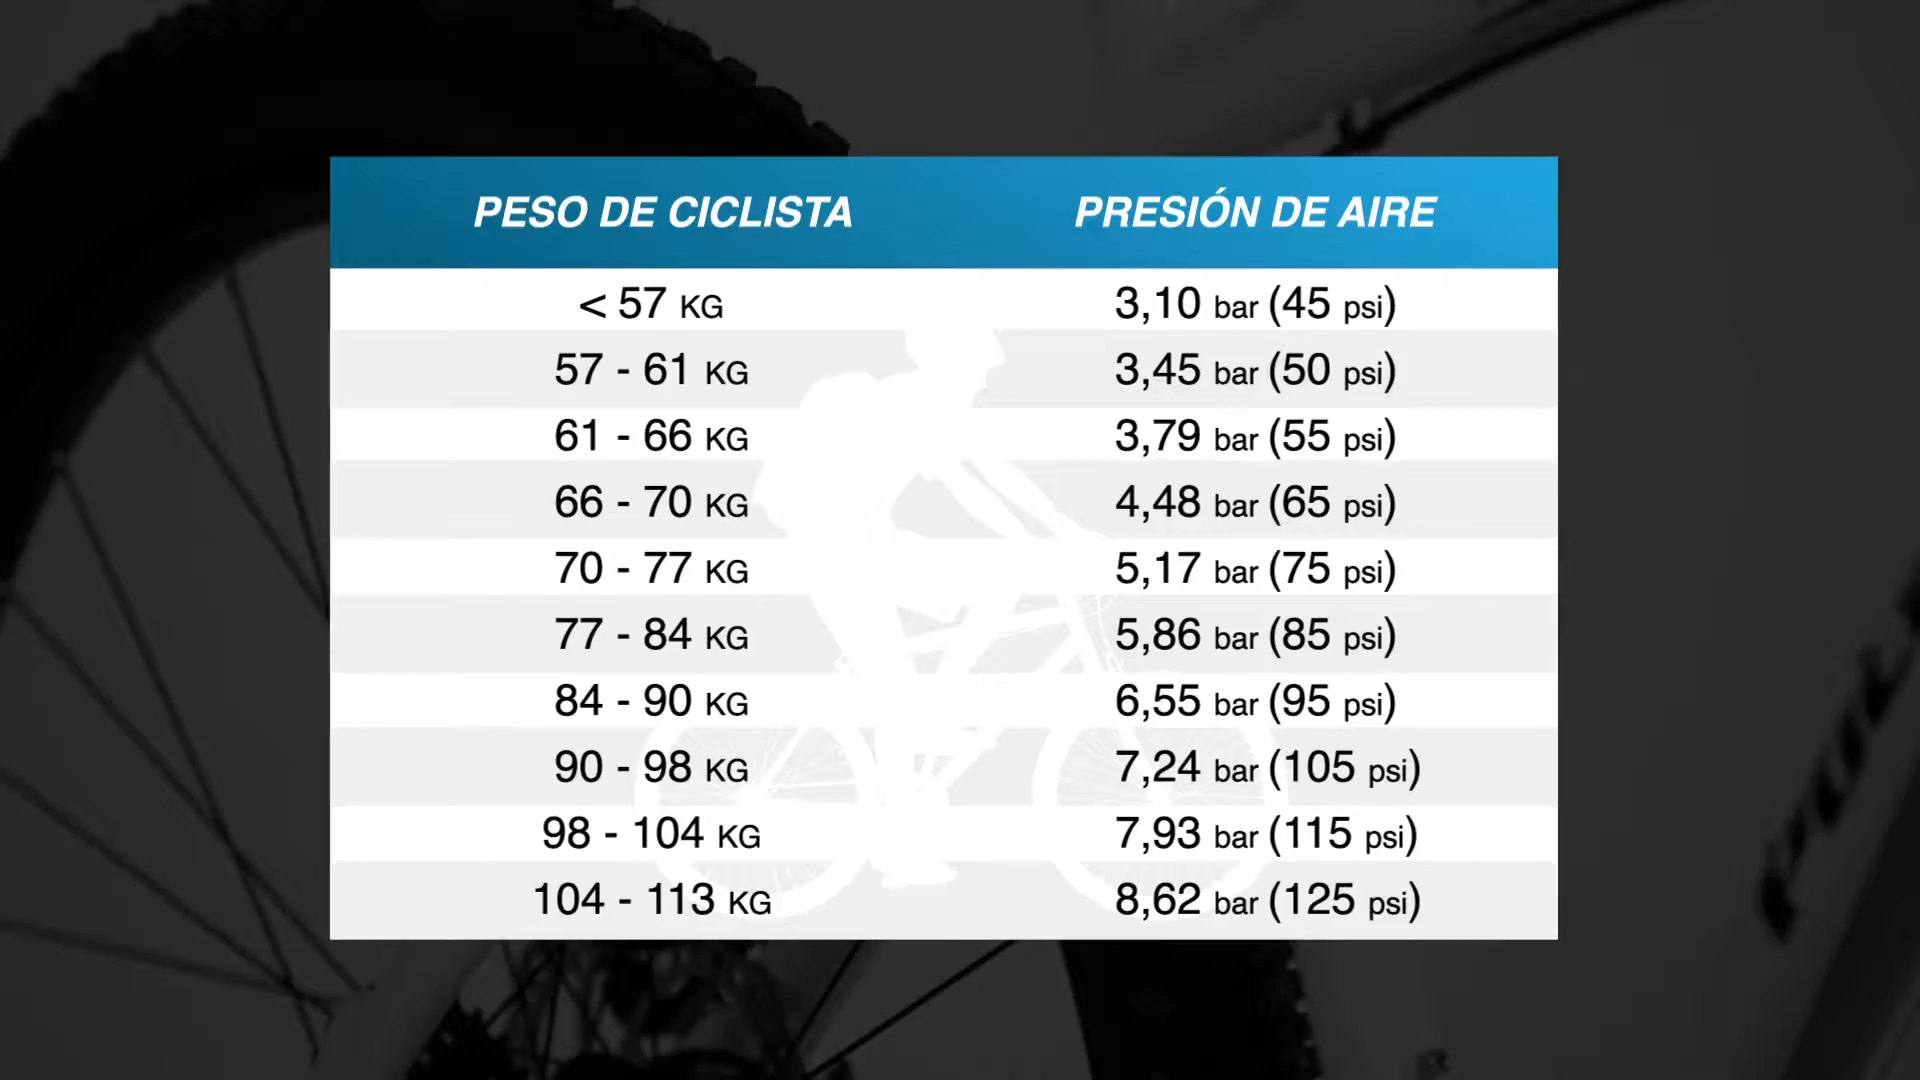 PESO DE CICLISTA PRESIÓN DE AIRE
< 57 KG 3,10 bar (45 psi)
57 - 61 KG 3,45 bar (50 psi)
61 - 66 KG 3,79 bar (55 psi)
66 - 70 KG 4,48 bar (65 psi)
70 - 77 KG 5,17 bar (75 psi)
77 - 84 KG 5,86 bar (85 psi)
84 - 90 KG 6,55 bar (95 psi)
90 - 98 KG 7,24 bar (105 psi)
98 - 104 KG 7,93 bar (115 psi)
104 - 113 KG 8,62 bar (125 psi)